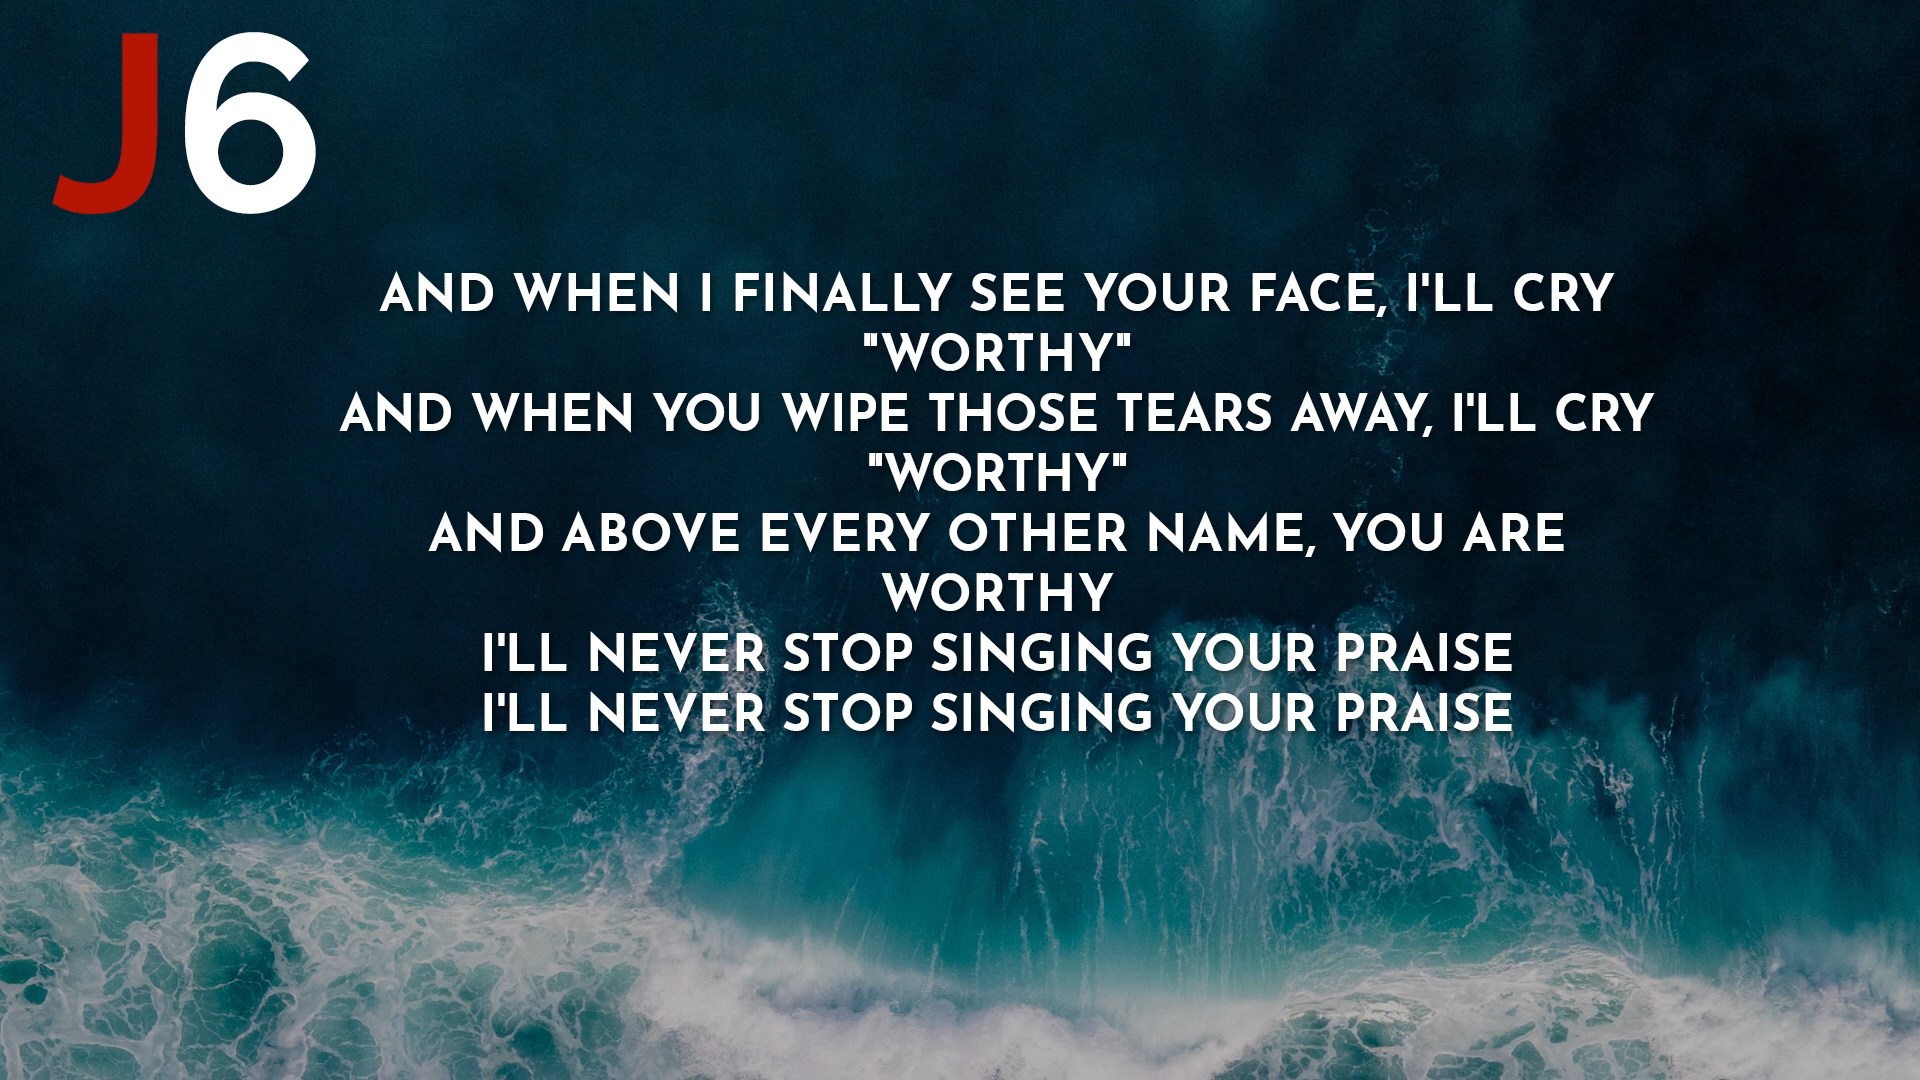 J6
AND WHEN I FINALLY SEE YOUR FACE, I'LL CRY
"WORTHY"
AND WHEN YOU WIPE THOSE TEARS AWAY, I'LL CRY
"WORTHY"
AND ABOVE EVERY OTHER NAME, YOU ARE
WORTHY
I'LL NEVER STOP SINGING YOUR PRAISE
I'LL NEVER STOP SINGING YOUR PRAISE